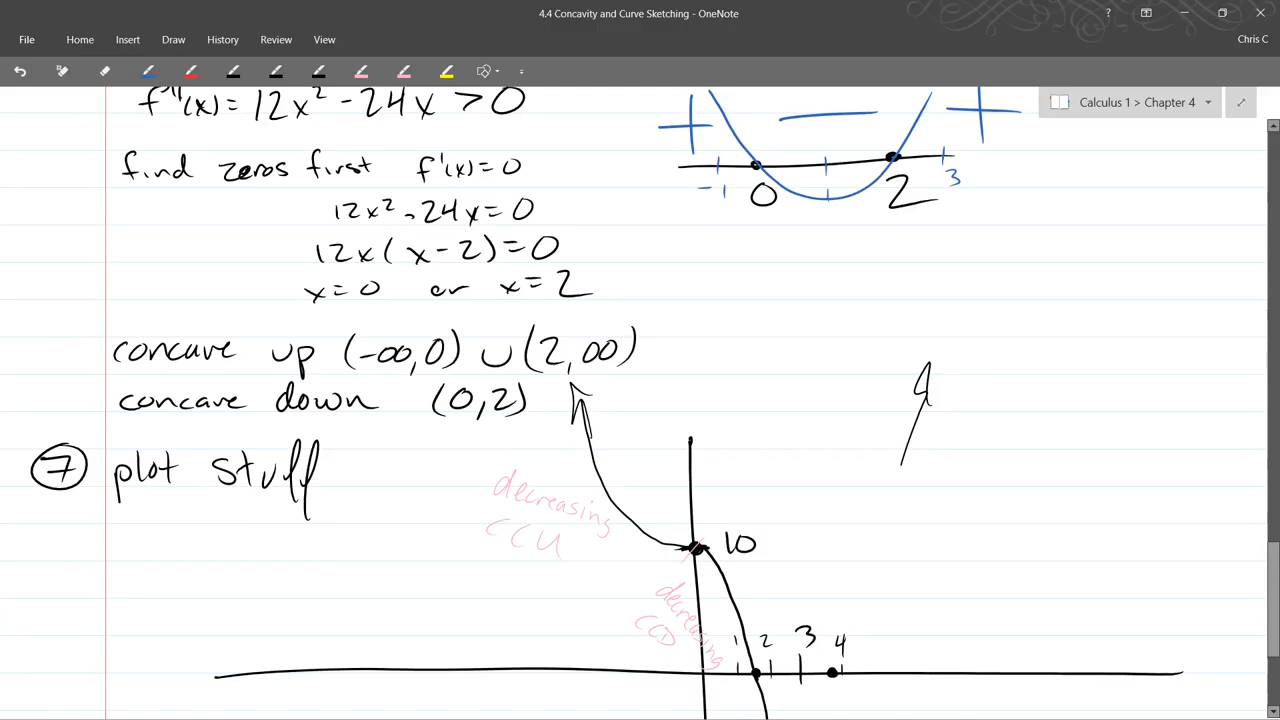 4.4 Concavity and Curve Sketching - OneNote
File Home Insert Draw History Review View
Chris C
Calculus 1 > Chapter 4
f''(x) = 12x² - 24x > 0
find zeros first f''(x) = 0
12x² - 24x = 0
12x(x - 2) = 0
x = 0 or x = 2
+ — +
-1 0 2 3
concave up (-∞,0) ∪ (2,∞)
concave down (0,2)
⑦ plot stuff
decreasing
CCU
10
decreasing
CCD
1 2 3 4